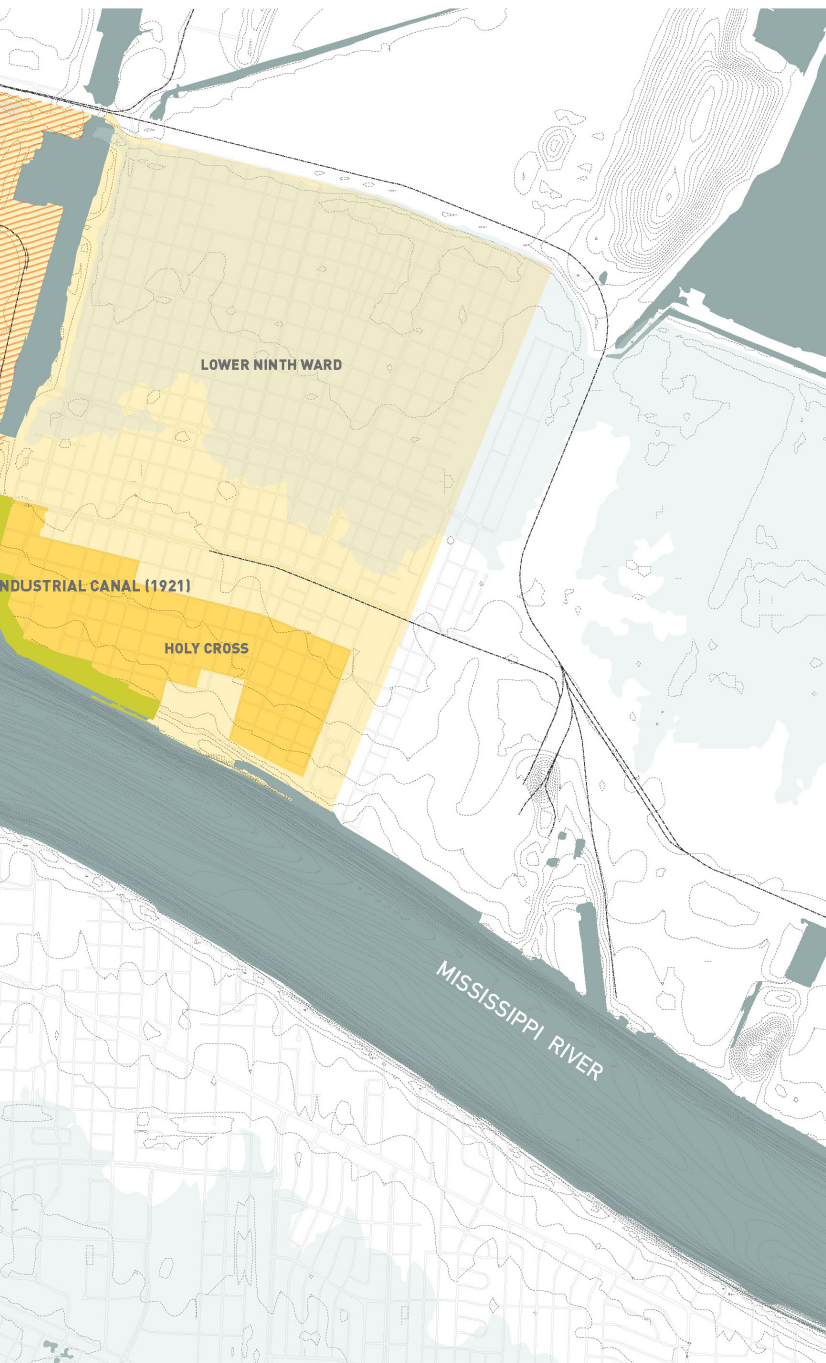 LOWER NINTH WARD
NDUSTRIAL CANAL (1921)
HOLY CROSS
MISSISSIPPI RIVER